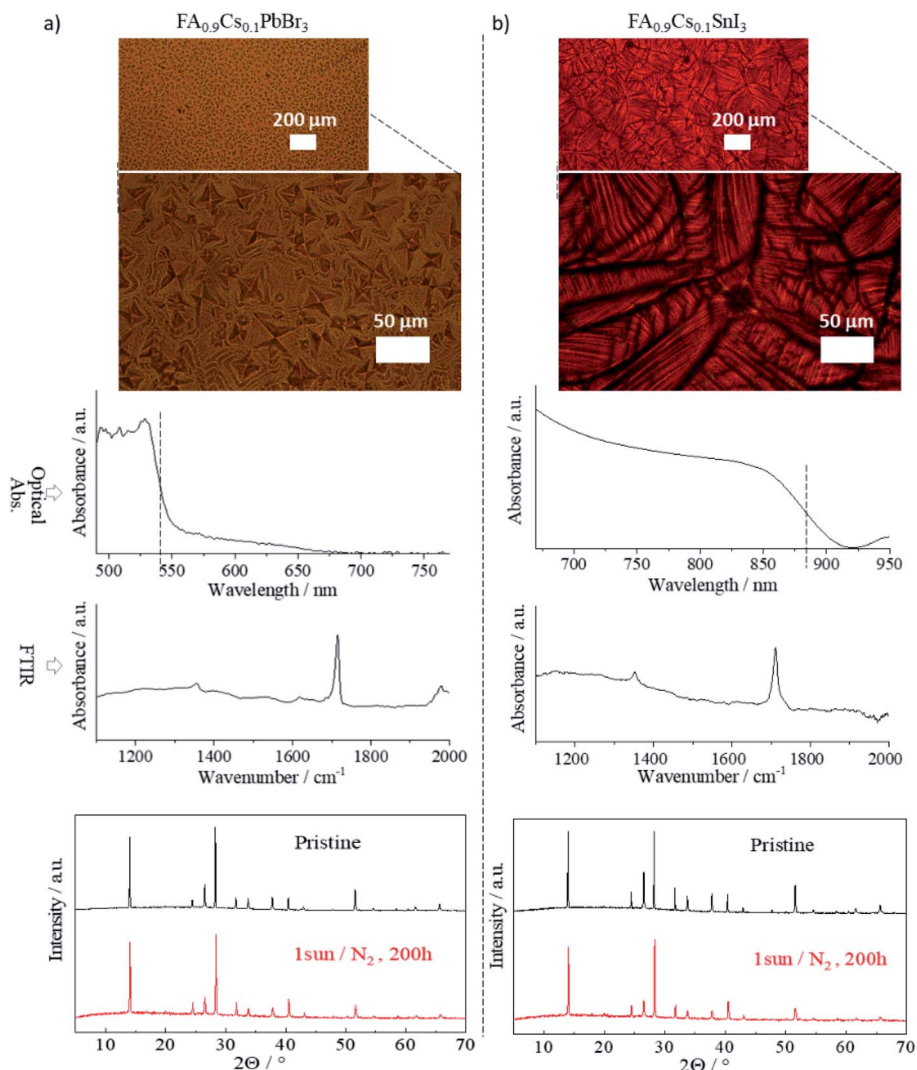 a)
FA0.9Cs0.1PbBr3
200 µm
50 µm
Optical
Abs.
Absorbance / a.u.
500 550 600 650 700 750
Wavelength / nm
FTIR
Absorbance / a.u.
1200 1400 1600 1800 2000
Wavenumber / cm-1
Intensity / a.u.
Pristine
1sun / N2 , 200h
10 20 30 40 50 60 70
2Θ / °
b)
FA0.9Cs0.1SnI3
200 µm
50 µm
Absorbance / a.u.
700 750 800 850 900 950
Wavelength / nm
Absorbance / a.u.
1200 1400 1600 1800 2000
Wavenumber / cm-1
Intensity / a.u.
Pristine
1sun / N2 , 200h
10 20 30 40 50 60 70
2Θ / °